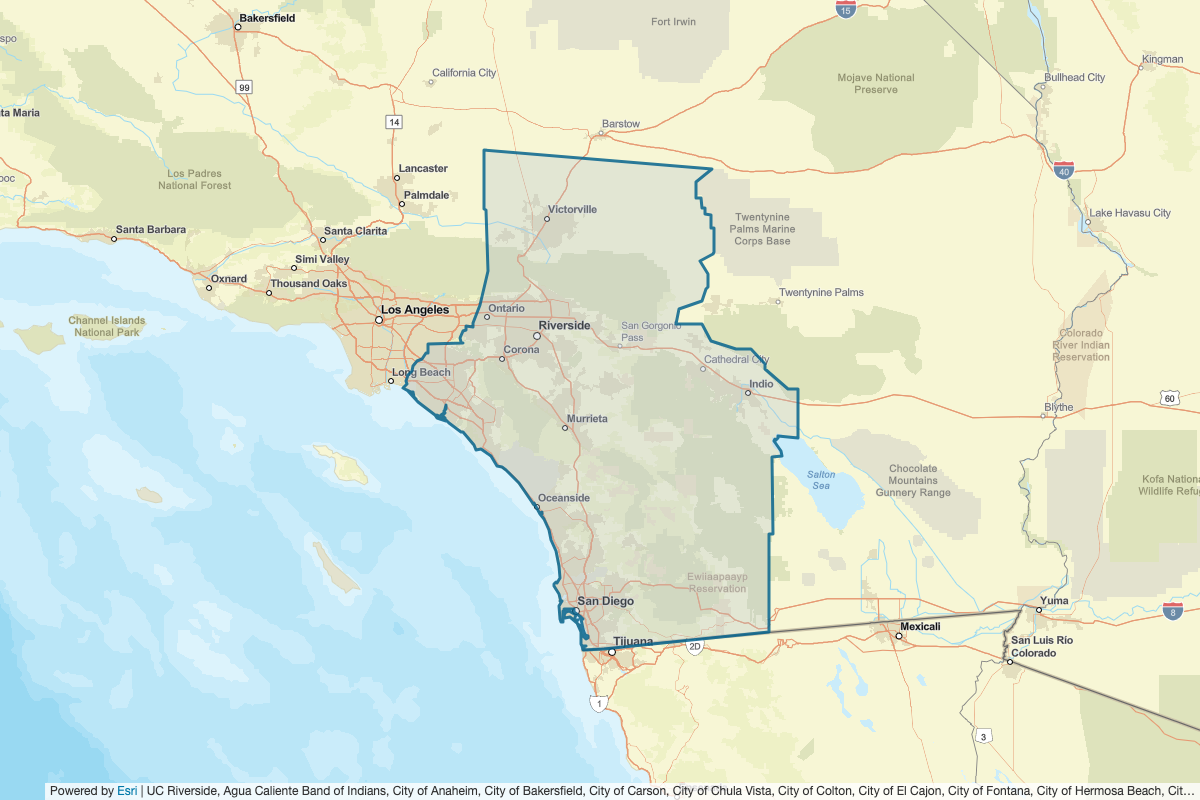 Bakersfield
15
Fort Irwin
spo
California City
Kingman
Mojave National
Preserve
Bullhead City
99
ta Maria
14
Barstow
Lancaster
40
Los Padres
National Forest
poc
Palmdale
Victorville
Lake Havasu City
Twentynine
Palms Marine
Corps Base
Santa Barbara
Santa Clarita
Simi Valley
Oxnard
Thousand Oaks
Twentynine Palms
Los Angeles
Ontario
Channel Islands
National Park
Riverside
San Gorgonio
Pass
Colorado
River Indian
Reservation
Corona
Cathedral City
Long Beach
Indio
60
Blythe
Murrieta
Salton
Sea
Chocolate
Mountains
Gunnery Range
Kofa Nationa
Wildlife Refug
Oceanside
Ewiiaapaayp
Reservation
San Diego
Yuma
8
Mexicali
Tijuana
2D
San Luis Río
Colorado
1
3
Powered by Esri | UC Riverside, Agua Caliente Band of Indians, City of Anaheim, City of Bakersfield, City of Carson, City of Chula Vista, City of Colton, City of El Cajon, City of Fontana, City of Hermosa Beach, Cit...